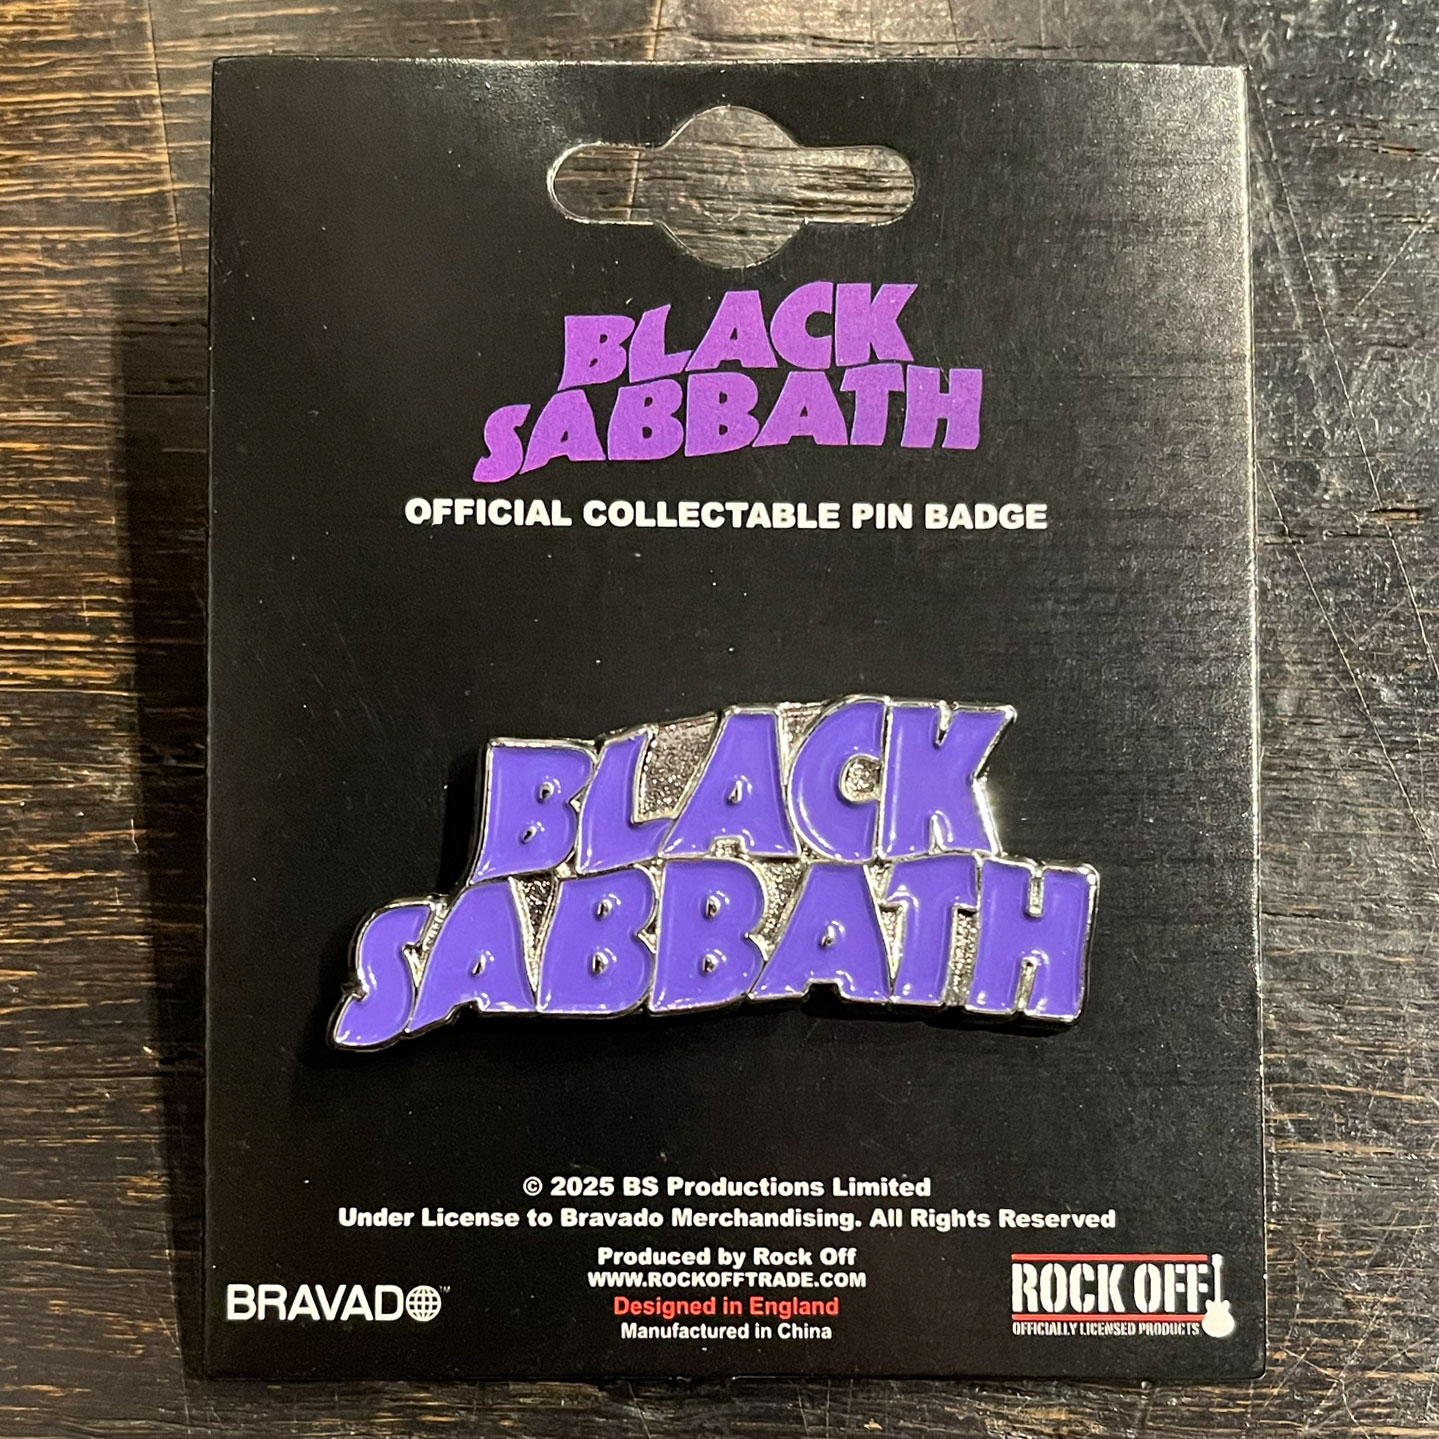 BLACK
SABBATH
OFFICIAL COLLECTABLE PIN BADGE
BLACK
SABBATH
© 2025 BS Productions Limited
Under License to Bravado Merchandising. All Rights Reserved
Produced by Rock Off
WWW.ROCKOFFTRADE.COM
Designed in England
Manufactured in China
BRAVADO™
ROCK OFF!
OFFICIALLY LICENSED PRODUCTS